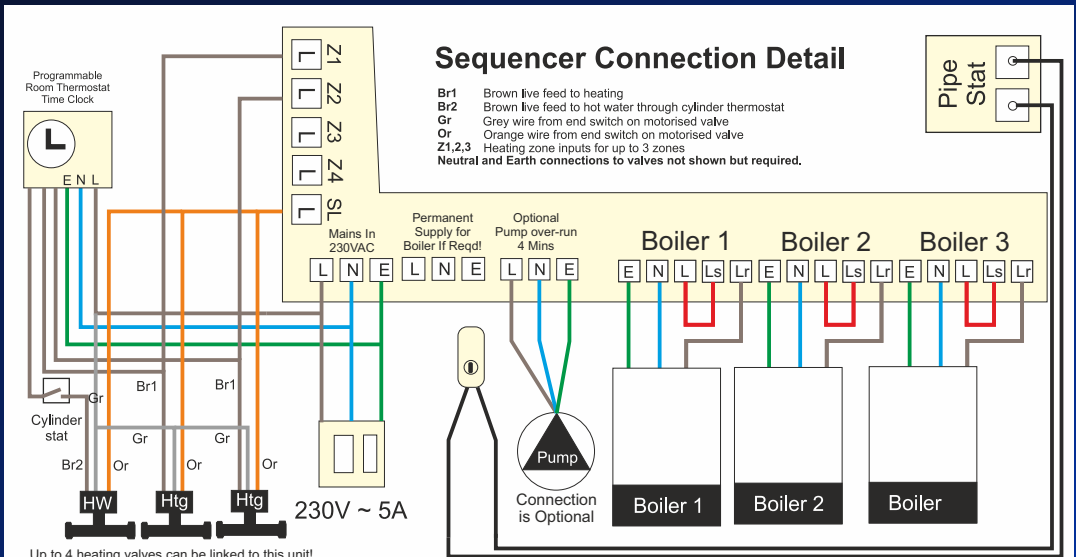 Sequencer Connection Detail
Br1 Brown live feed to heating
Br2 Brown live feed to hot water through cylinder thermostat
Gr Grey wire from end switch on motorised valve
Or Orange wire from end switch on motorised valve
Z1,2,3 Heating zone inputs for up to 3 zones
Neutral and Earth connections to valves not shown but required.
Pipe
Stat
Programmable
Room Thermostat
Time Clock
L
E N L
L Z1
L Z2
L Z3
L Z4
L SL
Mains In
230VAC
L N E
Permanent
Supply for
Boiler If Reqd!
L N E
Optional
Pump over-run
4 Mins
L N E
Boiler 1
E N L Ls Lr
Boiler 2
E N L Ls Lr
Boiler 3
E N L Ls Lr
Br1
Br1
Gr
Cylinder
stat
Gr
Gr
Br2
Or
Or
Or
HW
Htg
Htg
230V ~ 5A
Pump
Connection
is Optional
Boiler 1
Boiler 2
Boiler
Up to 4 heating valves can be linked to this unit!